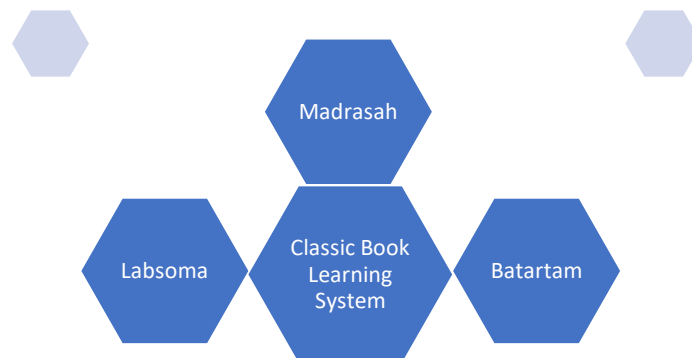 Madrasah
Labsoma
Classic Book
Learning
System
Batartam